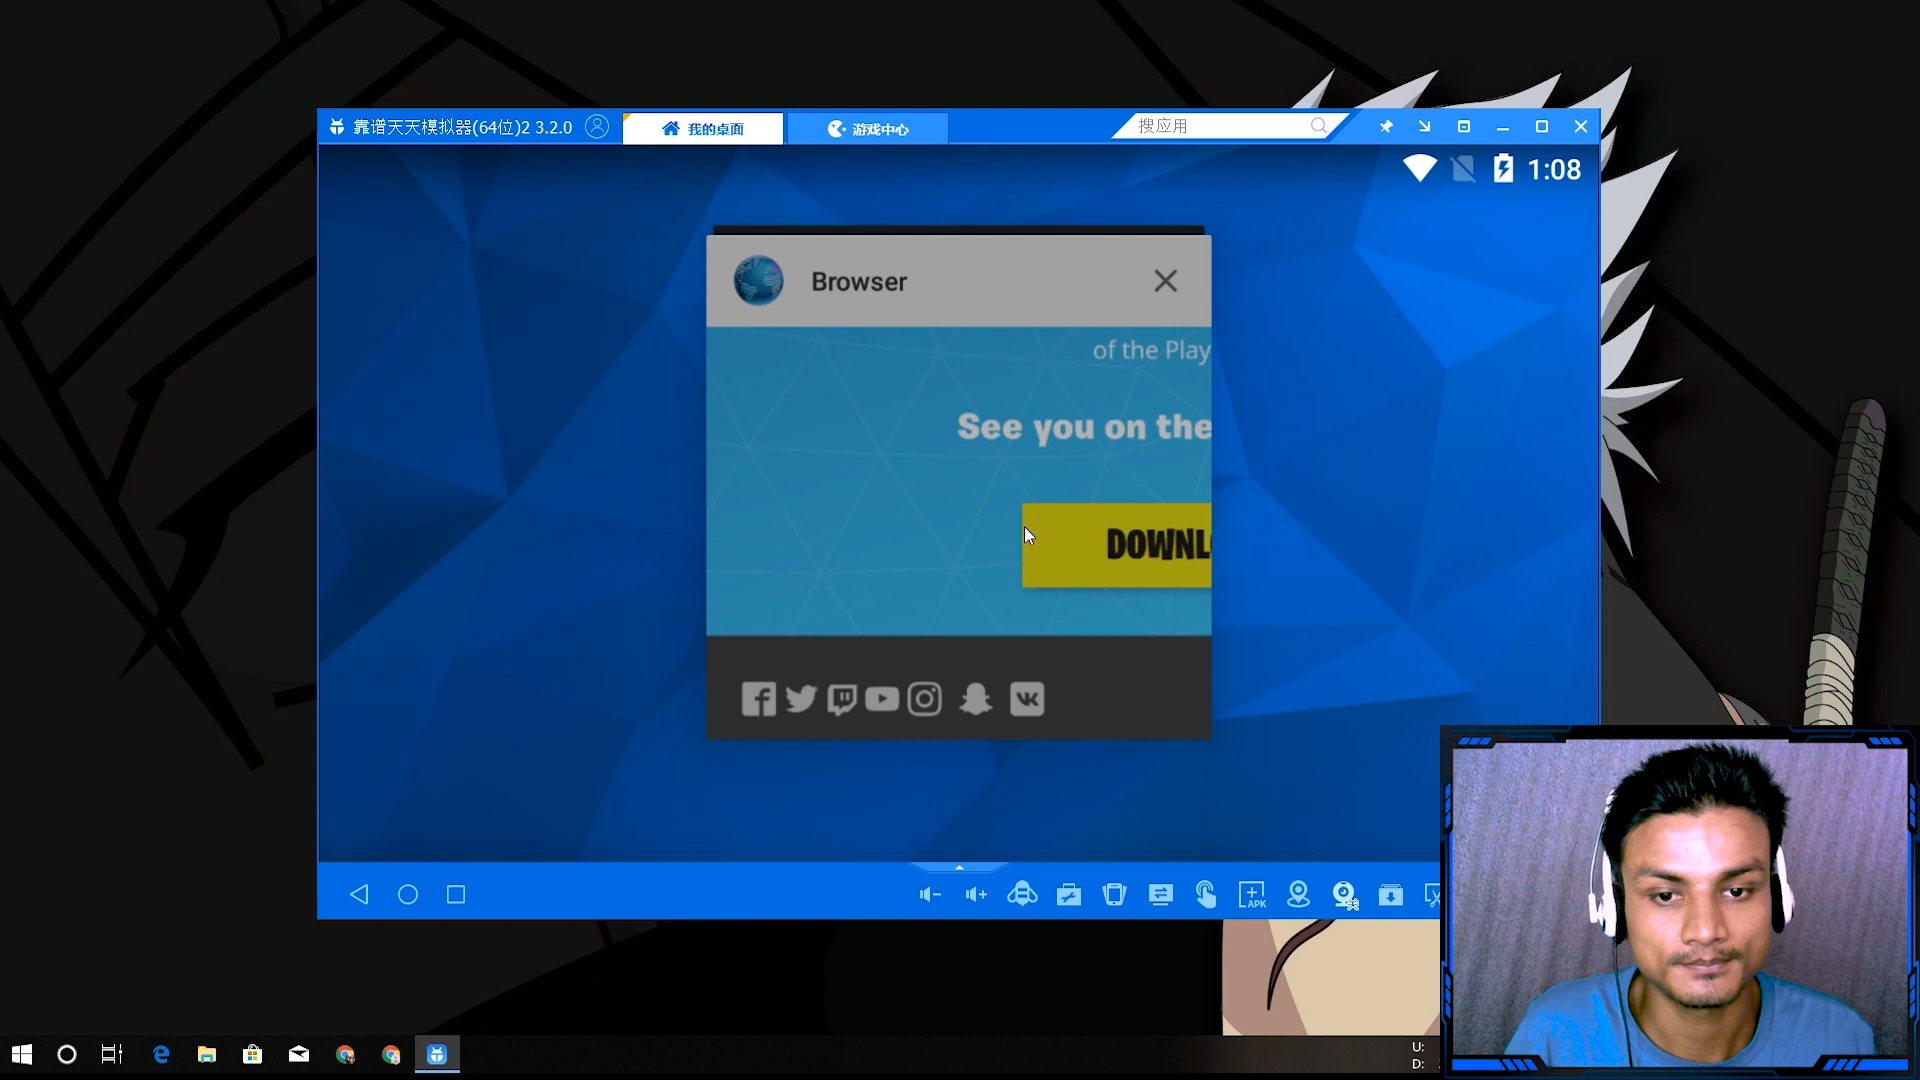 靠谱天天模拟器(64位)2 3.2.0
我的桌面
游戏中心
搜应用
1:08
Browser
of the Play
See you on the
DOWNL
APK
U:
D: